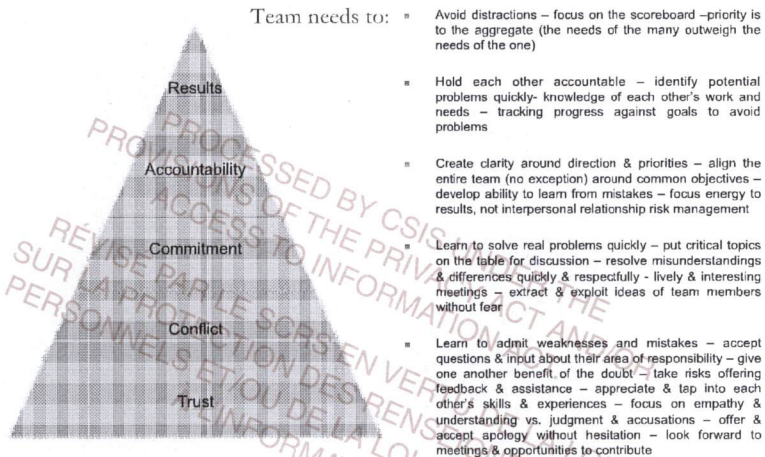 Team needs to:
Avoid distractions – focus on the scoreboard –priority is
to the aggregate (the needs of the many outweigh the
needs of the one)
Results
Hold each other accountable – identify potential
problems quickly- knowledge of each other's work and
needs – tracking progress against goals to avoid
problems
Accountability
Create clarity around direction & priorities – align the
entire team (no exception) around common objectives –
develop ability to learn from mistakes – focus energy to
results, not interpersonal relationship risk management
Commitment
Learn to solve real problems quickly – put critical topics
on the table for discussion – resolve misunderstandings
& differences quickly & respectfully - lively & interesting
meetings – extract & exploit ideas of team members
without fear
Conflict
Learn to admit weaknesses and mistakes – accept
questions & input about their area of responsibility – give
one another benefit of the doubt – take risks offering
feedback & assistance – appreciate & tap into each
other's skills & experiences – focus on empathy &
understanding vs. judgment & accusations – offer &
accept apology without hesitation – look forward to
meetings & opportunities to contribute
Trust
PROCESSED BY CSIS UNDER THE
PROVISIONS OF THE PRIVACY ACT AND/OR
ACCESS TO INFORMATION ACT
RÉVISÉ PAR LE SCRS EN VERTU DE LA LOI
SUR LA PROTECTION DES RENSEIGNEMENTS
PERSONNELS ET/OU DE LA LOI